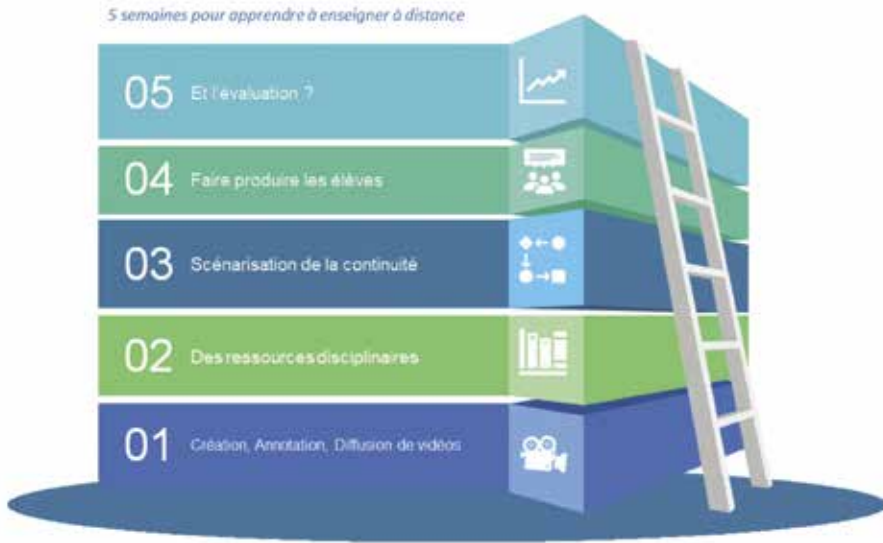 5 semaines pour apprendre à enseigner à distance
05 Et l'évaluation ?
04 Faire produire les élèves
03 Scénarisation de la continuité
02 Des ressources disciplinaires
01 Création, Annotation, Diffusion de vidéos